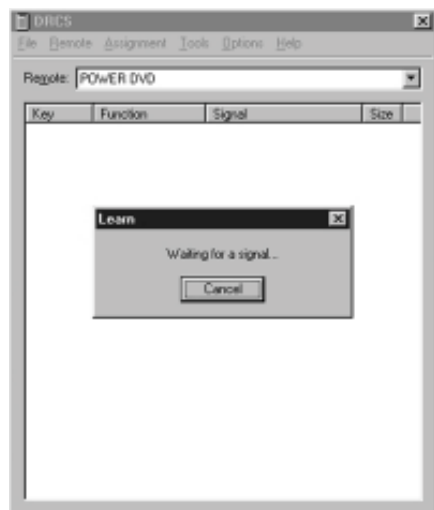 DRCS
File Remote Assignment Tools Options Help
Remote: POWER DVD
Key Function Signal Size
Learn
Waiting for a signal...
Cancel